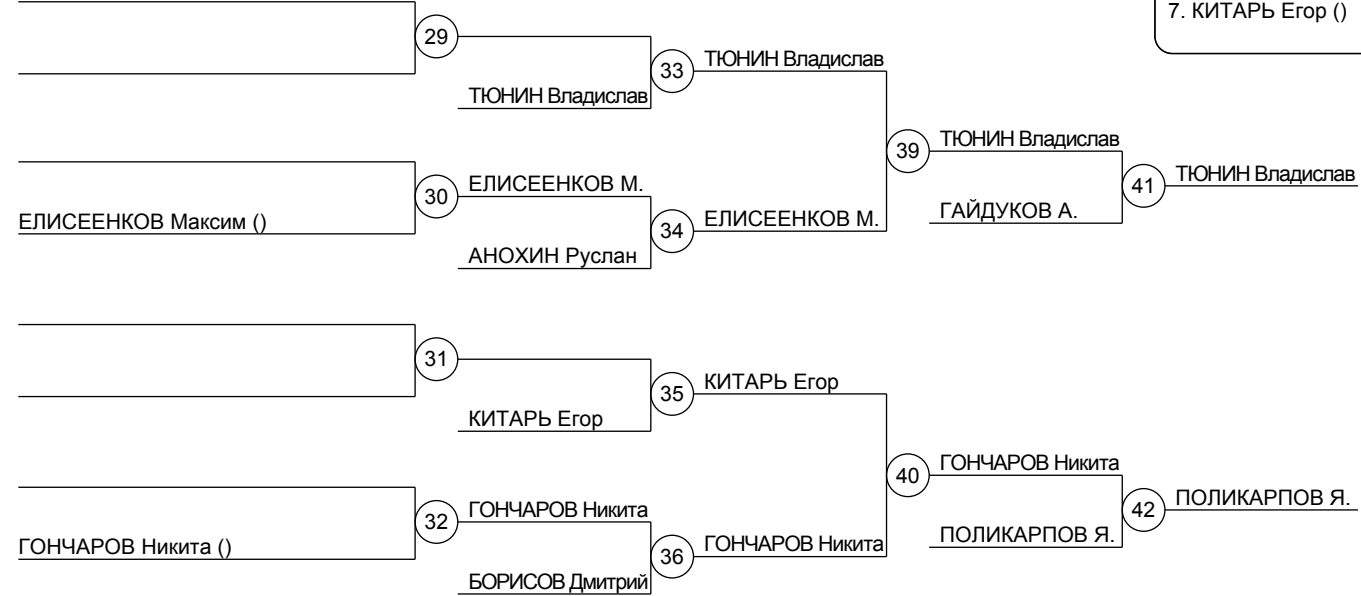 7. КИТАРЬ Егор ()
29
ТЮНИН Владислав
33
ТЮНИН Владислав
39
ТЮНИН Владислав
41
ТЮНИН Владислав
30
ЕЛИСЕЕНКОВ М.
ЕЛИСЕЕНКОВ Максим ()
34
ЕЛИСЕЕНКОВ М.
ГАЙДУКОВ А.
АНОХИН Руслан
31
35
КИТАРЬ Егор
КИТАРЬ Егор
40
ГОНЧАРОВ Никита
42
ПОЛИКАРПОВ Я.
32
ГОНЧАРОВ Никита
ГОНЧАРОВ Никита ()
36
ГОНЧАРОВ Никита
ПОЛИКАРПОВ Я.
БОРИСОВ Дмитрий